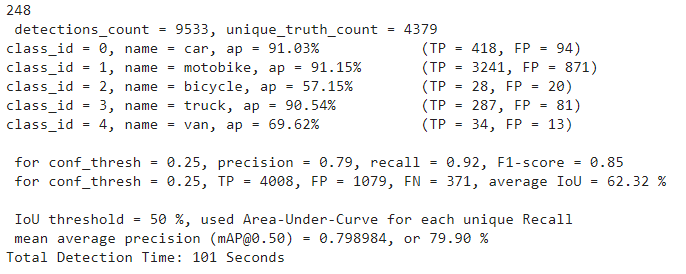 248
detections_count = 9533, unique_truth_count = 4379
class_id = 0, name = car, ap = 91.03% (TP = 418, FP = 94)
class_id = 1, name = motobike, ap = 91.15% (TP = 3241, FP = 871)
class_id = 2, name = bicycle, ap = 57.15% (TP = 28, FP = 20)
class_id = 3, name = truck, ap = 90.54% (TP = 287, FP = 81)
class_id = 4, name = van, ap = 69.62% (TP = 34, FP = 13)
for conf_thresh = 0.25, precision = 0.79, recall = 0.92, F1-score = 0.85
for conf_thresh = 0.25, TP = 4008, FP = 1079, FN = 371, average IoU = 62.32 %
IoU threshold = 50 %, used Area-Under-Curve for each unique Recall
mean average precision (mAP@0.50) = 0.798984, or 79.90 %
Total Detection Time: 101 Seconds